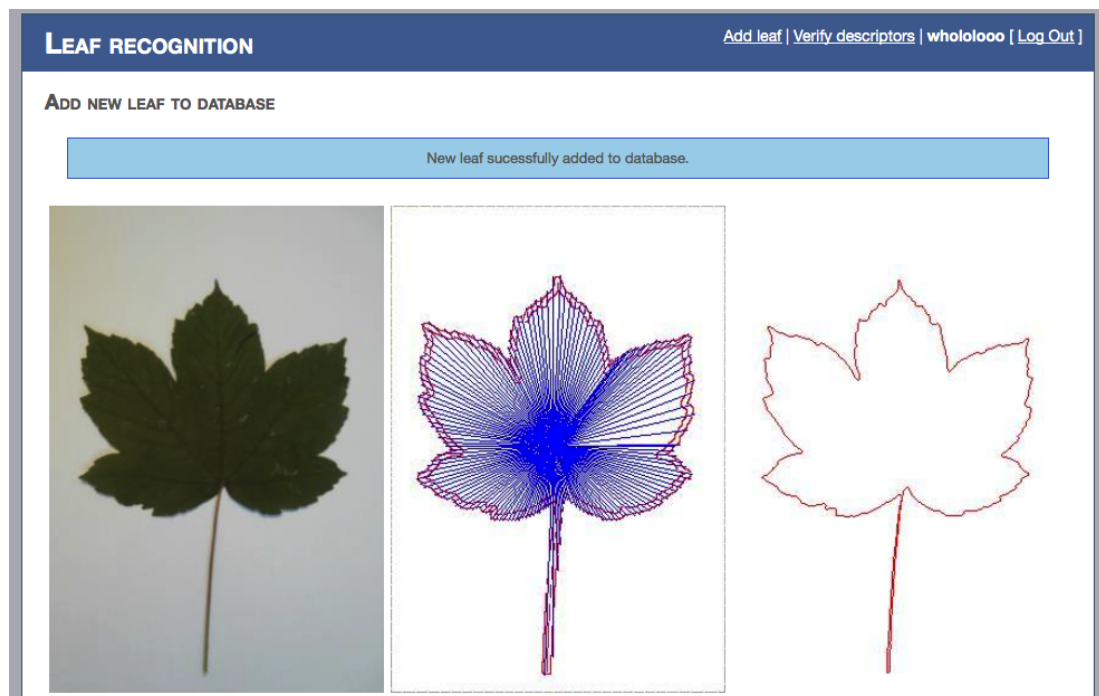 LEAF RECOGNITION
Add leaf | Verify descriptors | whololooo [ Log Out ]
ADD NEW LEAF TO DATABASE
New leaf sucessfully added to database.